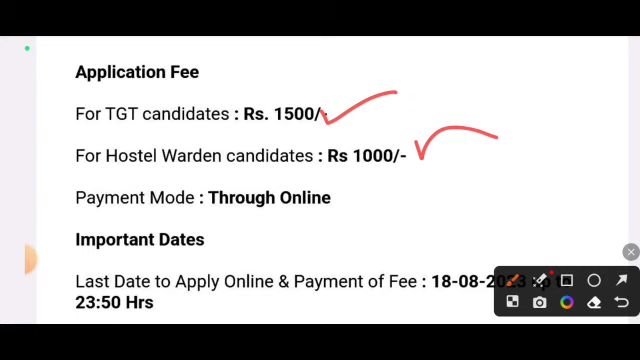 Application Fee
For TGT candidates : Rs. 1500/-
For Hostel Warden candidates : Rs 1000/-
Payment Mode : Through Online
Important Dates
Last Date to Apply Online & Payment of Fee : 18-08-2023
23:50 Hrs